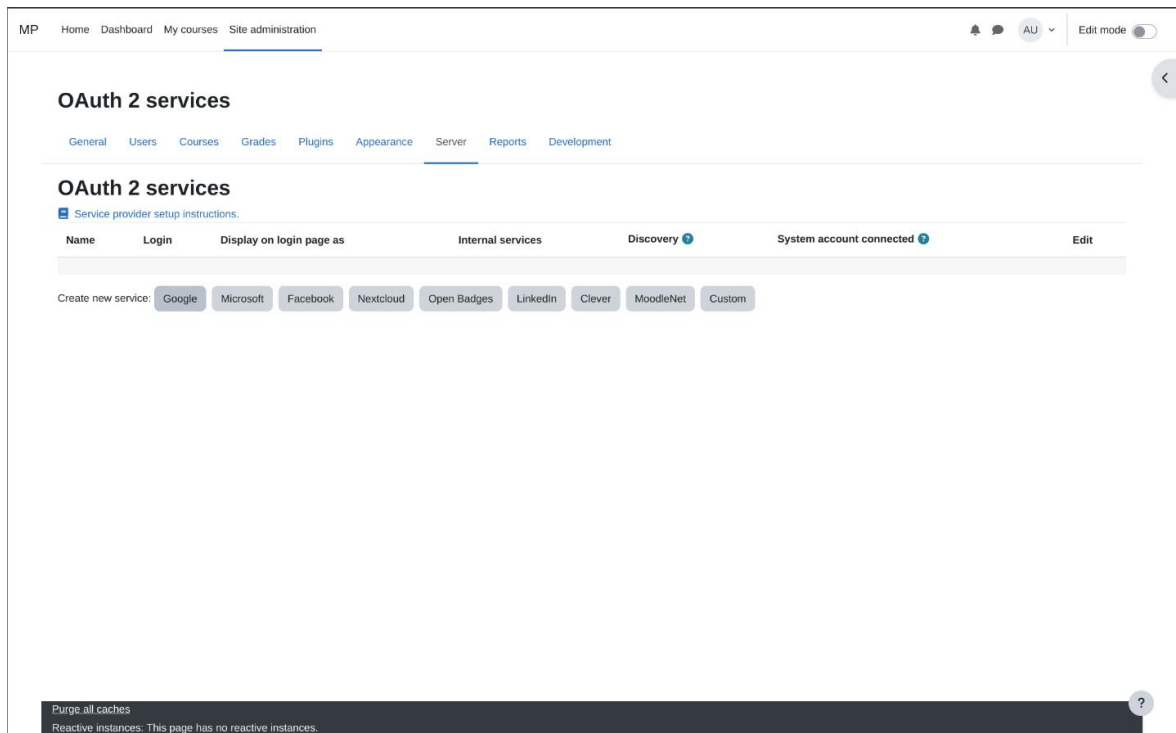 MP Home Dashboard My courses Site administration AU Edit mode
OAuth 2 services
General Users Courses Grades Plugins Appearance Server Reports Development
OAuth 2 services
Service provider setup instructions.
Name Login Display on login page as Internal services Discovery ? System account connected ? Edit
Create new service: Google Microsoft Facebook Nextcloud Open Badges LinkedIn Clever MoodleNet Custom
Purge all caches ?
Reactive instances: This page has no reactive instances.